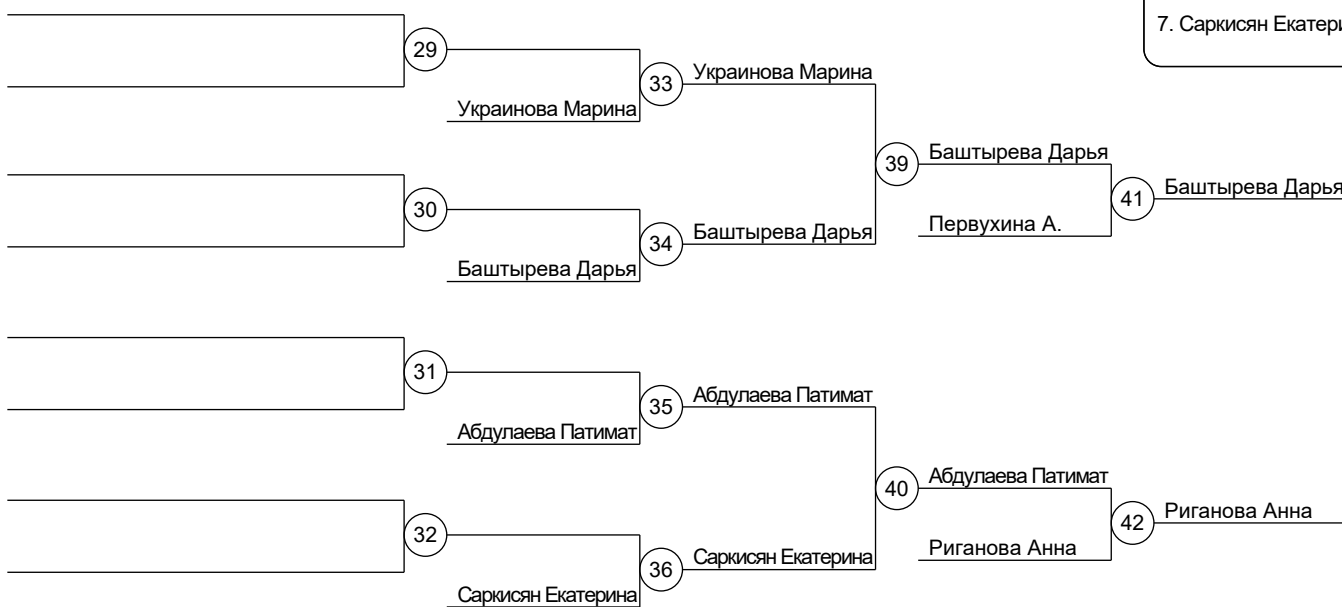 7. Саркисян Екатери
29
33
Украинова Марина
Украинова Марина
39
Баштырева Дарья
30
41
Баштырева Дарья
34
Баштырева Дарья
Первухина А.
Баштырева Дарья
31
35
Абдулаева Патимат
Абдулаева Патимат
40
Абдулаева Патимат
32
42
Риганова Анна
36
Саркисян Екатерина
Риганова Анна
Саркисян Екатерина